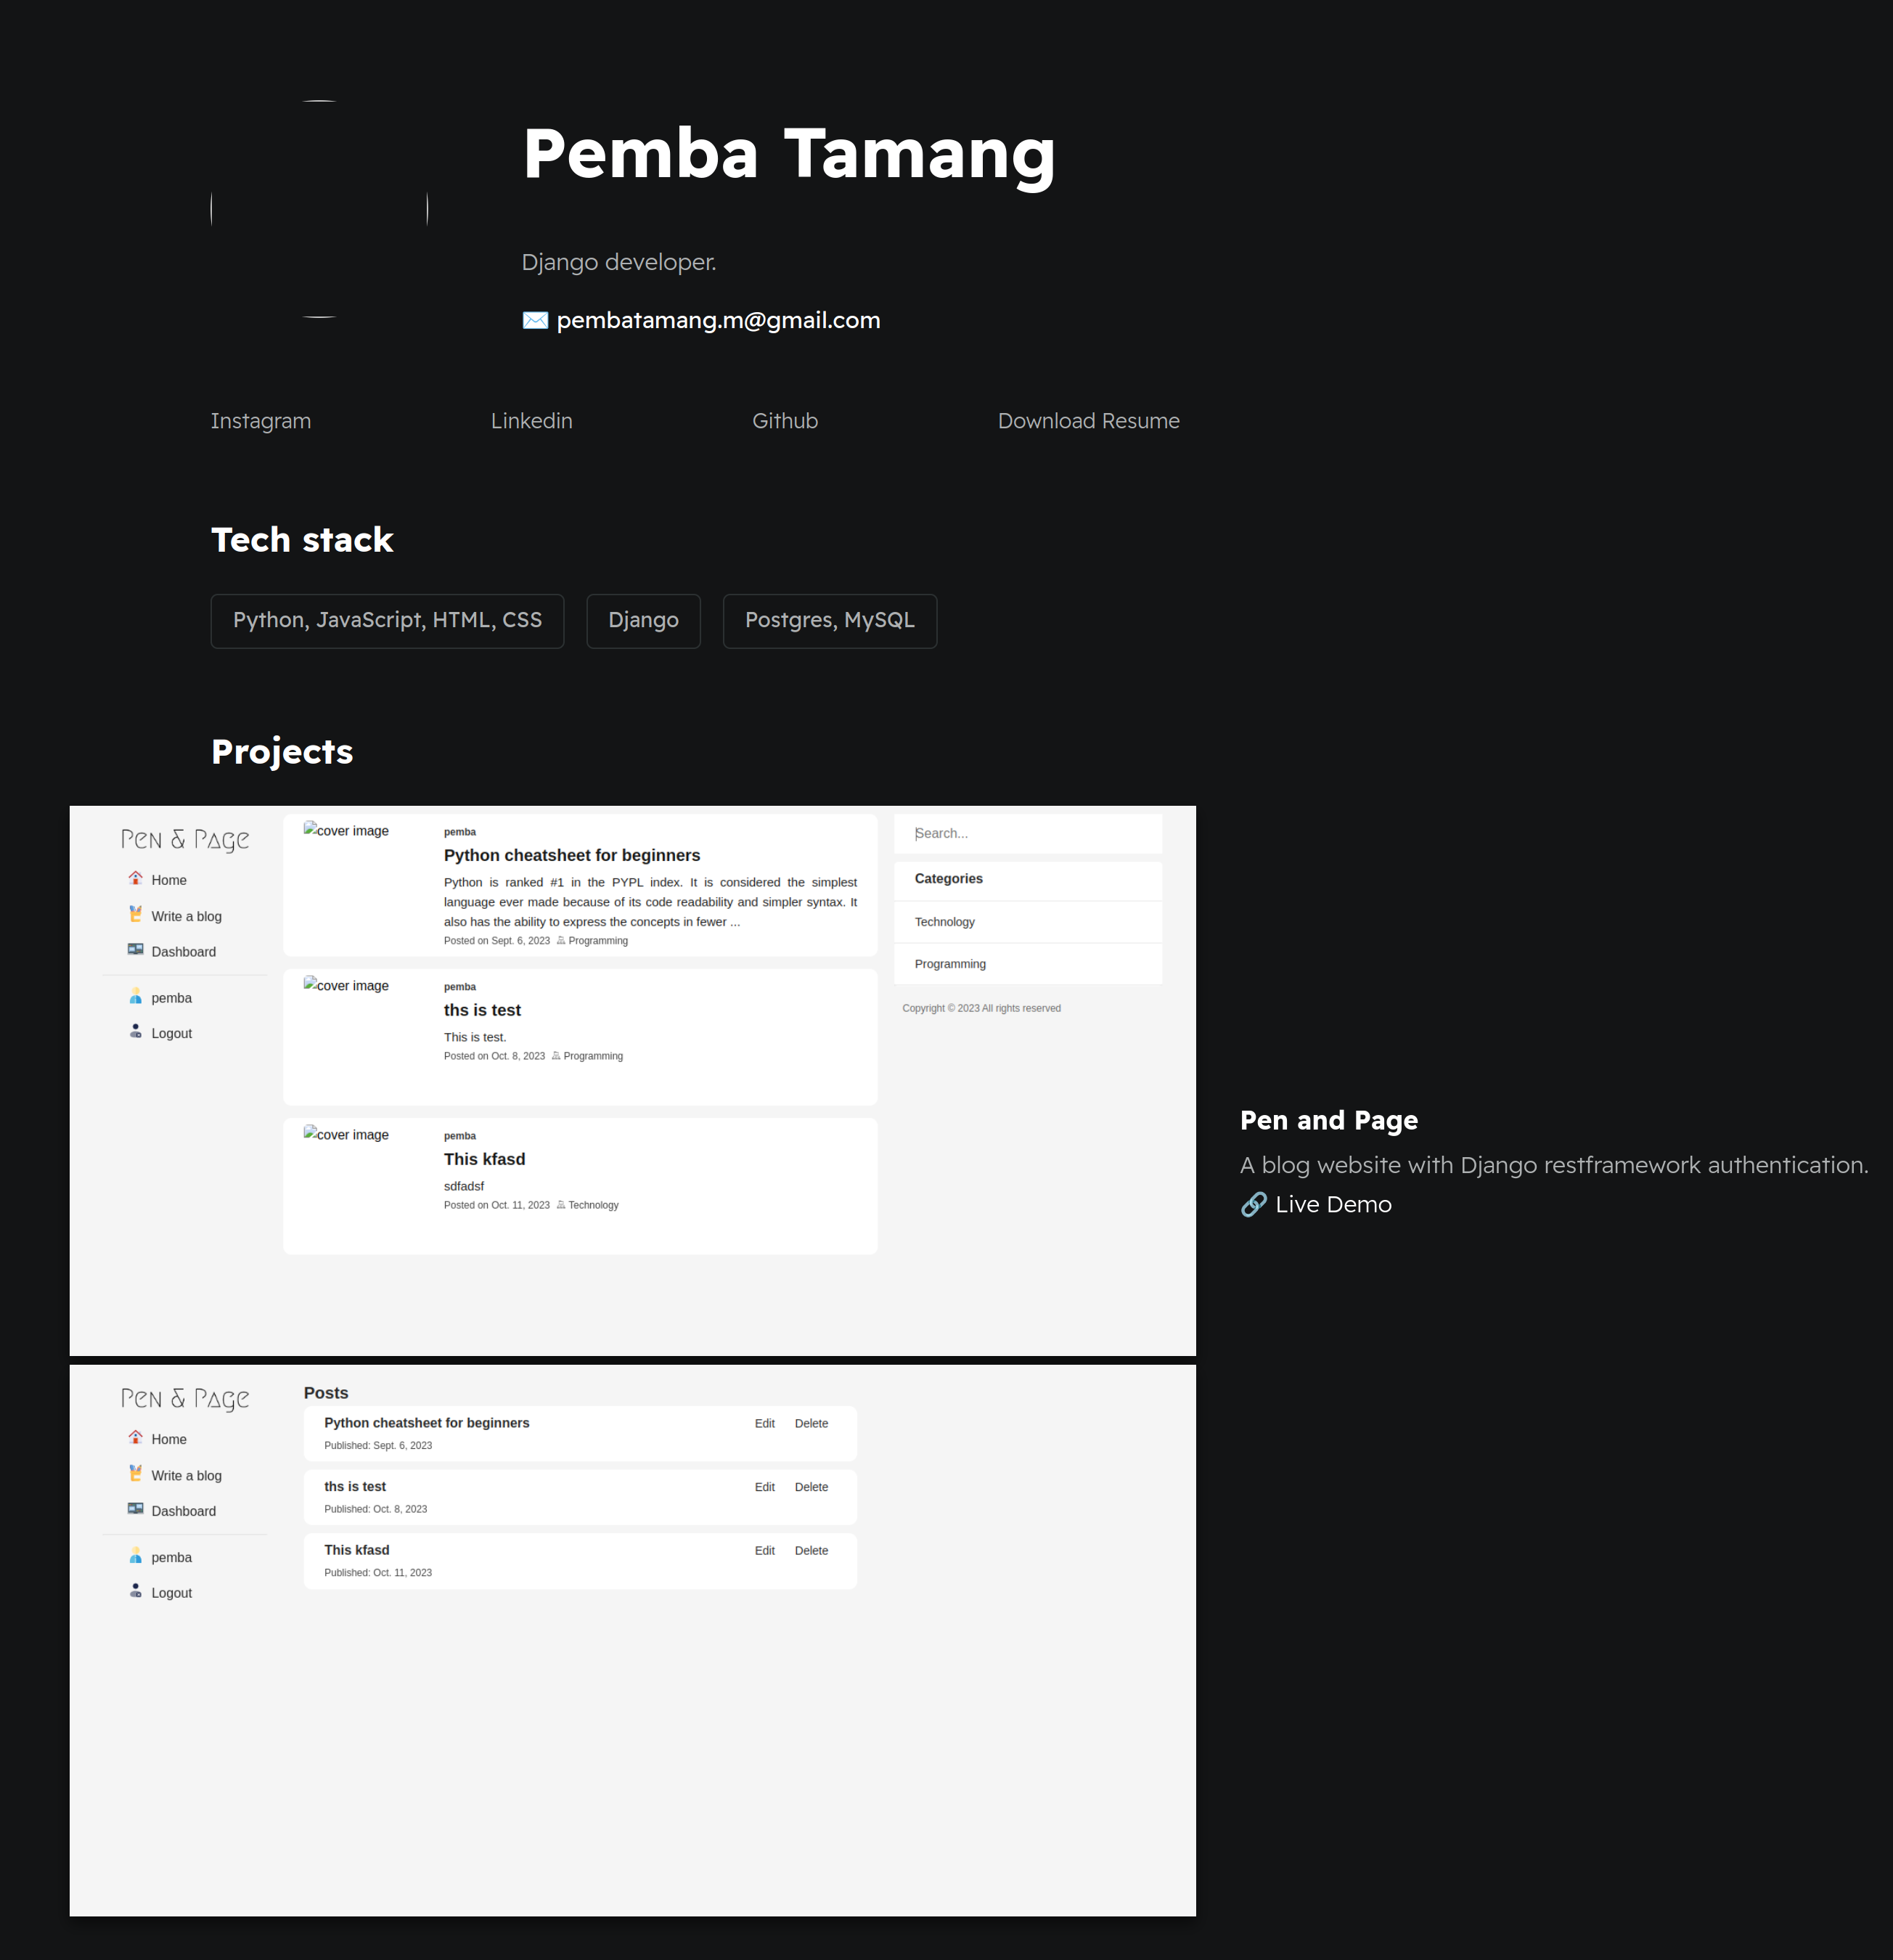 Pemba Tamang
Django developer.
✉️ pembatamang.m@gmail.com
Instagram
Linkedin
Github
Download Resume
Tech stack
Python, JavaScript, HTML, CSS
Django
Postgres, MySQL
Projects
Pen & Page
Home
Write a blog
Dashboard
pemba
Logout
cover image
pemba
Python cheatsheet for beginners
Python is ranked #1 in the PYPL index. It is considered the simplest
language ever made because of its code readability and simpler syntax. It
also has the ability to express the concepts in fewer ...
Posted on Sept. 6, 2023 Programming
cover image
pemba
ths is test
This is test.
Posted on Oct. 8, 2023 Programming
cover image
pemba
This kfasd
sdfadsf
Posted on Oct. 11, 2023 Technology
Search...
Categories
Technology
Programming
Copyright © 2023 All rights reserved
Pen and Page
A blog website with Django restframework authentication.
🔗 Live Demo
Pen & Page
Home
Write a blog
Dashboard
pemba
Logout
Posts
Python cheatsheet for beginners
Edit Delete
Published: Sept. 6, 2023
ths is test
Edit Delete
Published: Oct. 8, 2023
This kfasd
Edit Delete
Published: Oct. 11, 2023